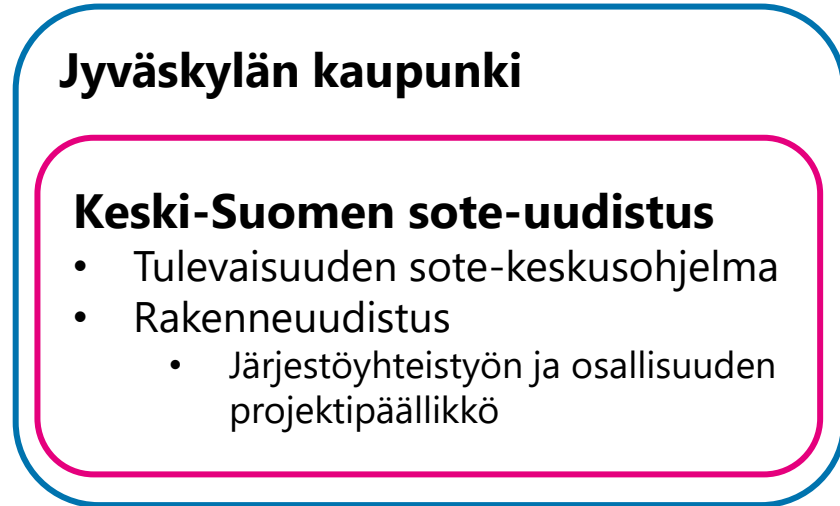 Jyväskylän kaupunki
Keski-Suomen sote-uudistus
• Tulevaisuuden sote-keskusohjelma
• Rakenneuudistus
• Järjestöyhteistyön ja osallisuuden
projektipäällikkö